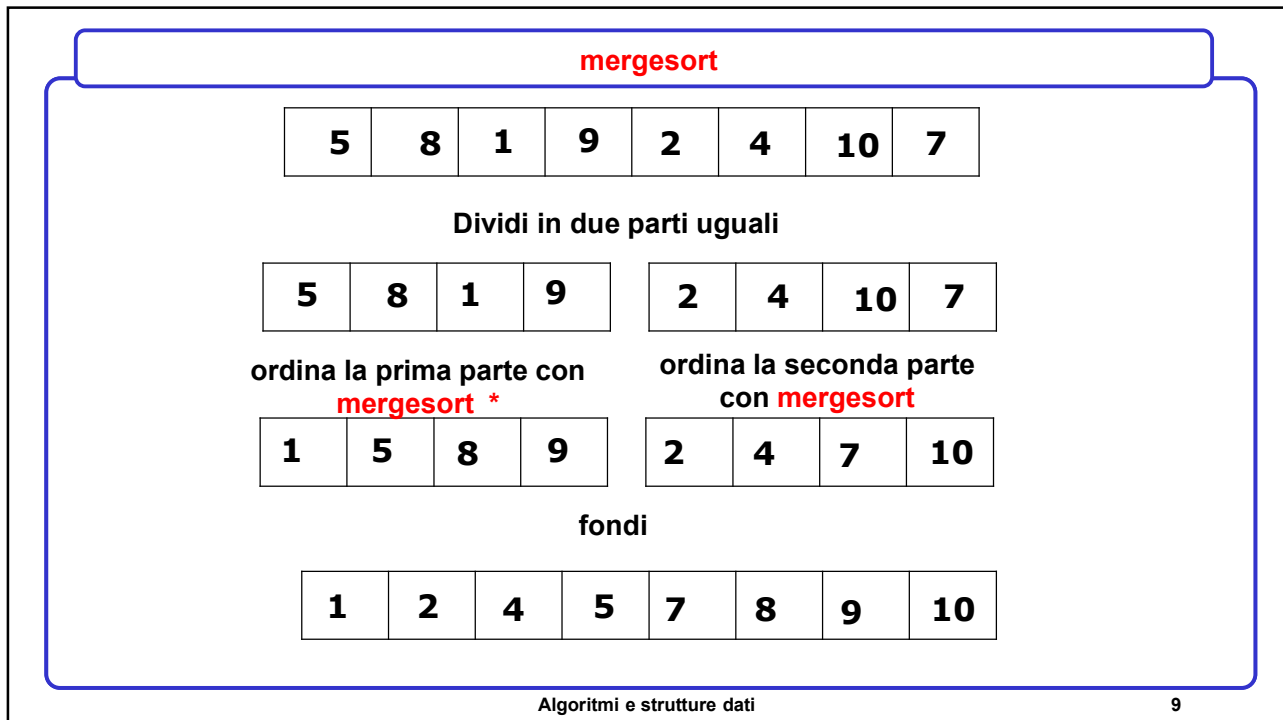 mergesort
5 8 1 9 2 4 10 7
Dividi in due parti uguali
5 8 1 9
2 4 10 7
ordina la prima parte con
mergesort *
ordina la seconda parte
con mergesort
1 5 8 9
2 4 7 10
fondi
1 2 4 5 7 8 9 10
Algoritmi e strutture dati
9